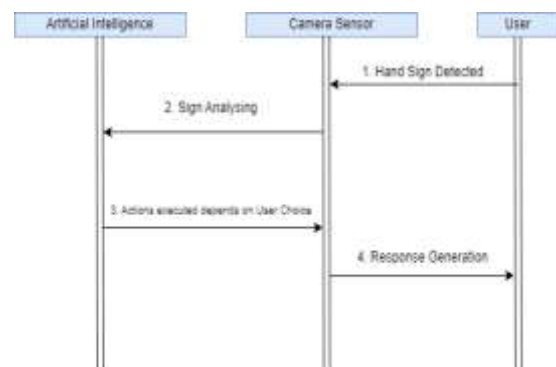 Artificial Intelligence
Camera Sensor
User
1. Hand Sign Detected
2. Sign Analysing
3. Actions executed depends on User Choice
4. Response Generation